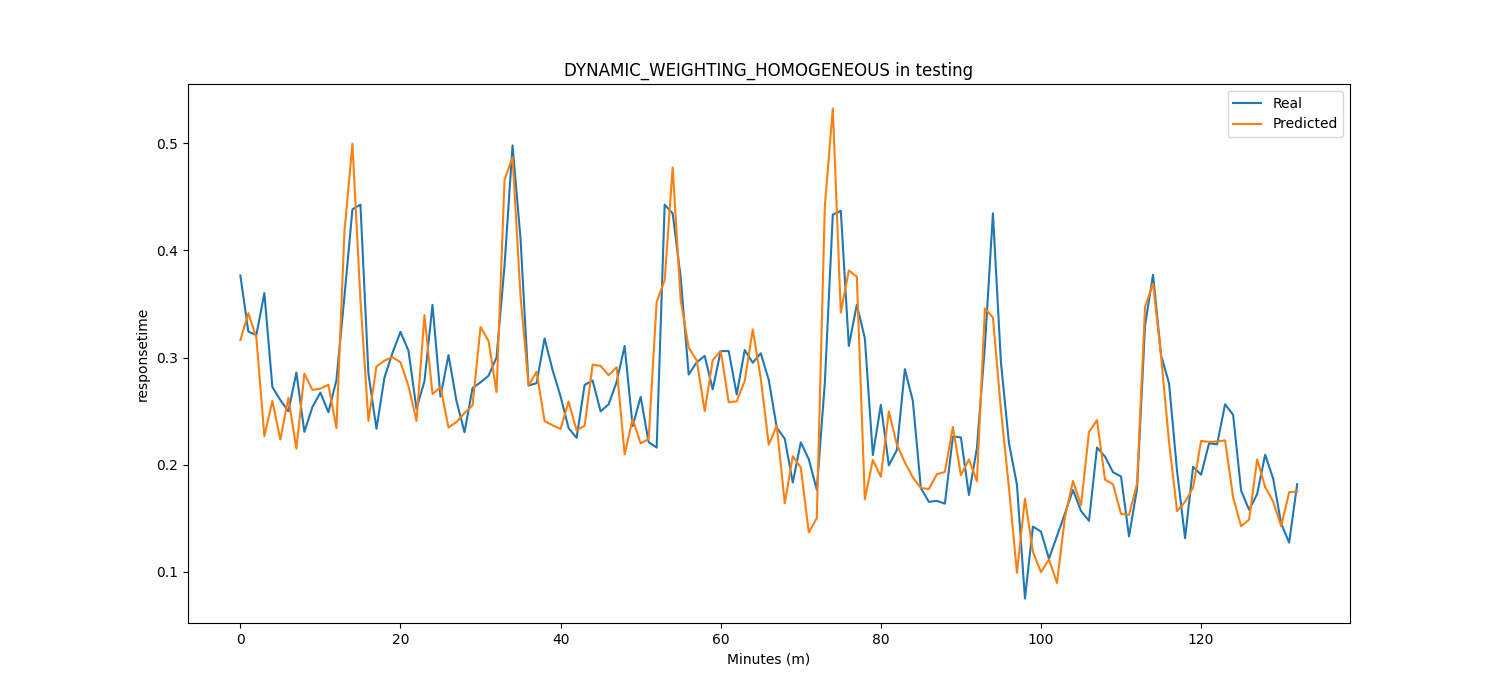 DYNAMIC_WEIGHTING_HOMOGENEOUS in testing
Real
Predicted
0.5
0.4
0.3
0.2
0.1
responsetime
0 20 40 60 80 100 120
Minutes (m)